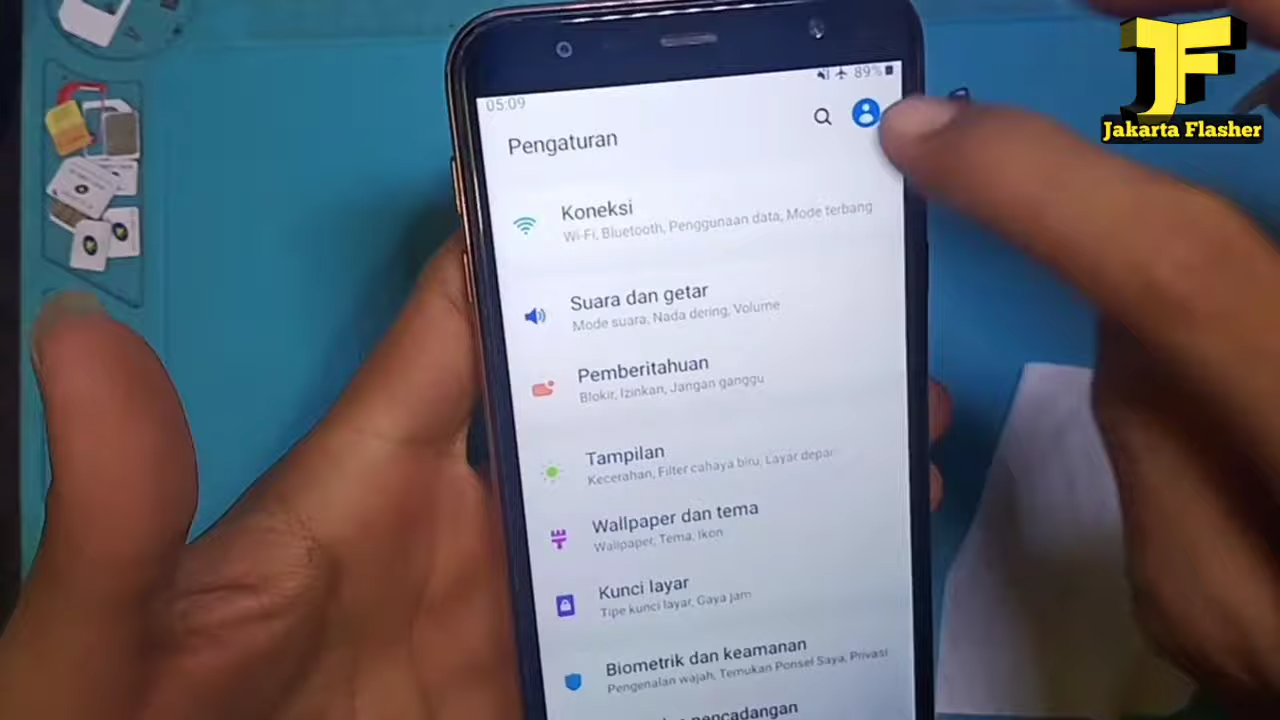 JF
Jakarta Flasher
05:09
89%
Pengaturan
Koneksi
Wi-Fi, Bluetooth, Penggunaan data, Mode terbang
Suara dan getar
Mode suara, Nada dering, Volume
Pemberitahuan
Blokir, Izinkan, Jangan ganggu
Tampilan
Kecerahan, Filter cahaya biru, Layar depan
Wallpaper dan tema
Wallpaper, Tema, Ikon
Kunci layar
Tipe kunci layar, Gaya jam
Biometrik dan keamanan
Pengenalan wajah, Temukan Ponsel Saya, Privasi
pencadangan